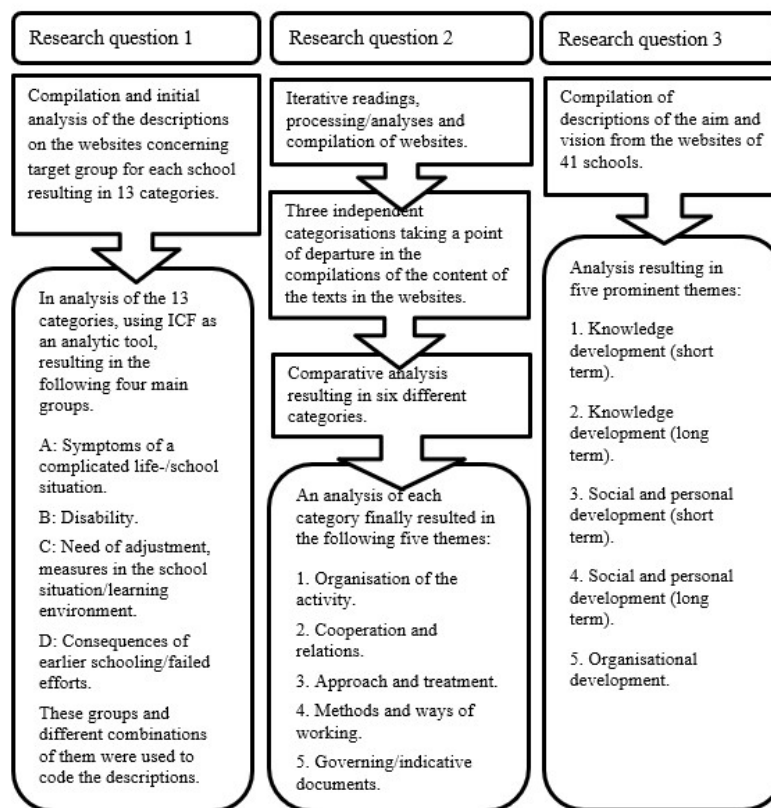 Research question 1
Compilation and initial
analysis of the descriptions
on the websites concerning
target group for each school
resulting in 13 categories.
In analysis of the 13
categories, using ICF as
an analytic tool,
resulting in the
following four main
groups.
A: Symptoms of a
complicated life-/school
situation.
B: Disability.
C: Need of adjustment,
measures in the school
situation/learning
environment.
D: Consequences of
earlier schooling/failed
efforts.
These groups and
different combinations
of them were used to
code the descriptions.
Research question 2
Iterative readings,
processing/analyses and
compilation of websites.
Three independent
categorisations taking a point
of departure in the
compilations of the content of
the texts in the websites.
Comparative analysis
resulting in six different
categories.
An analysis of each
category finally resulted in
the following five themes:
1. Organisation of the
activity.
2. Cooperation and
relations.
3. Approach and treatment.
4. Methods and ways of
working.
5. Governing/indicative
documents.
Research question 3
Compilation of
descriptions of the aim and
vision from the websites of
41 schools.
Analysis resulting in
five prominent themes:
1. Knowledge
development (short
term).
2. Knowledge
development (long
term).
3. Social and personal
development (short
term).
4. Social and personal
development (long
term).
5. Organisational
development.